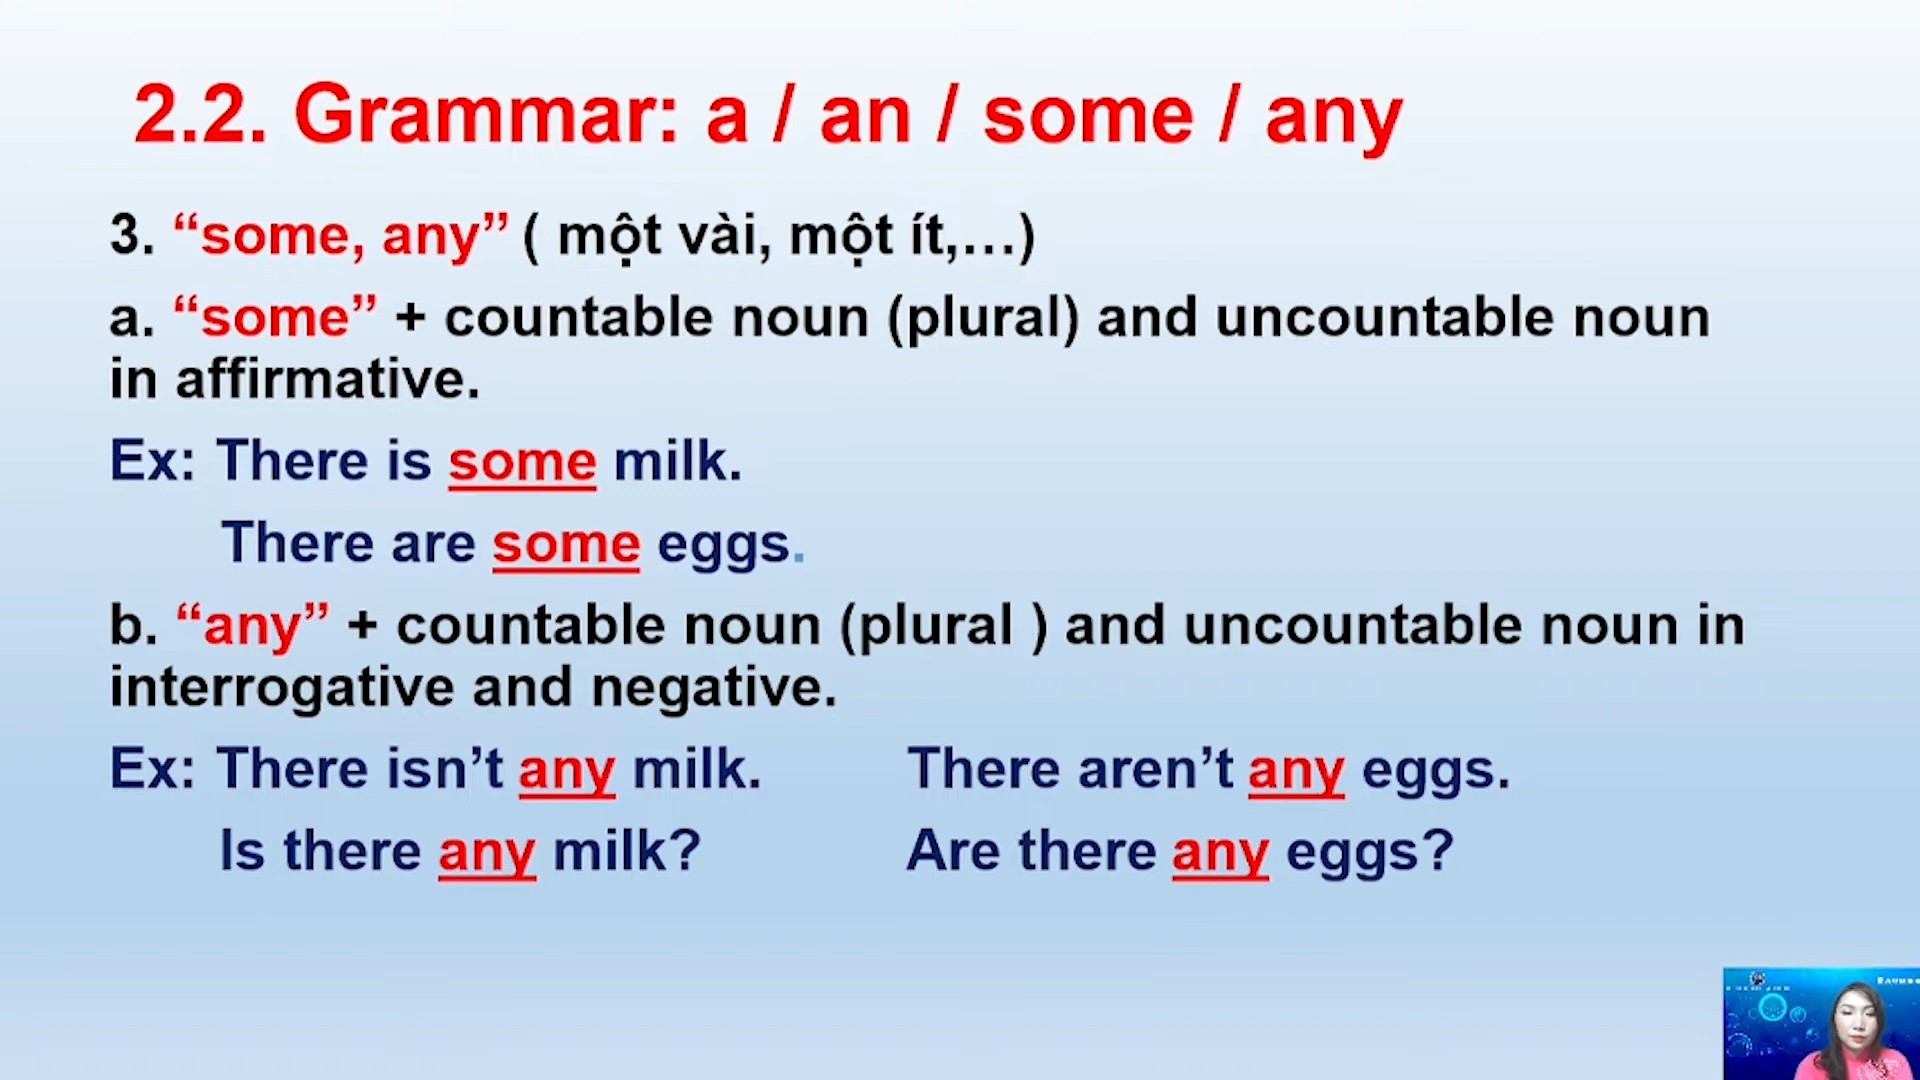 2.2. Grammar: a / an / some / any
3. “some, any” ( một vài, một ít,…)
a. “some” + countable noun (plural) and uncountable noun
in affirmative.
Ex: There is some milk.
There are some eggs.
b. “any” + countable noun (plural ) and uncountable noun in
interrogative and negative.
Ex: There isn’t any milk. There aren’t any eggs.
Is there any milk? Are there any eggs?